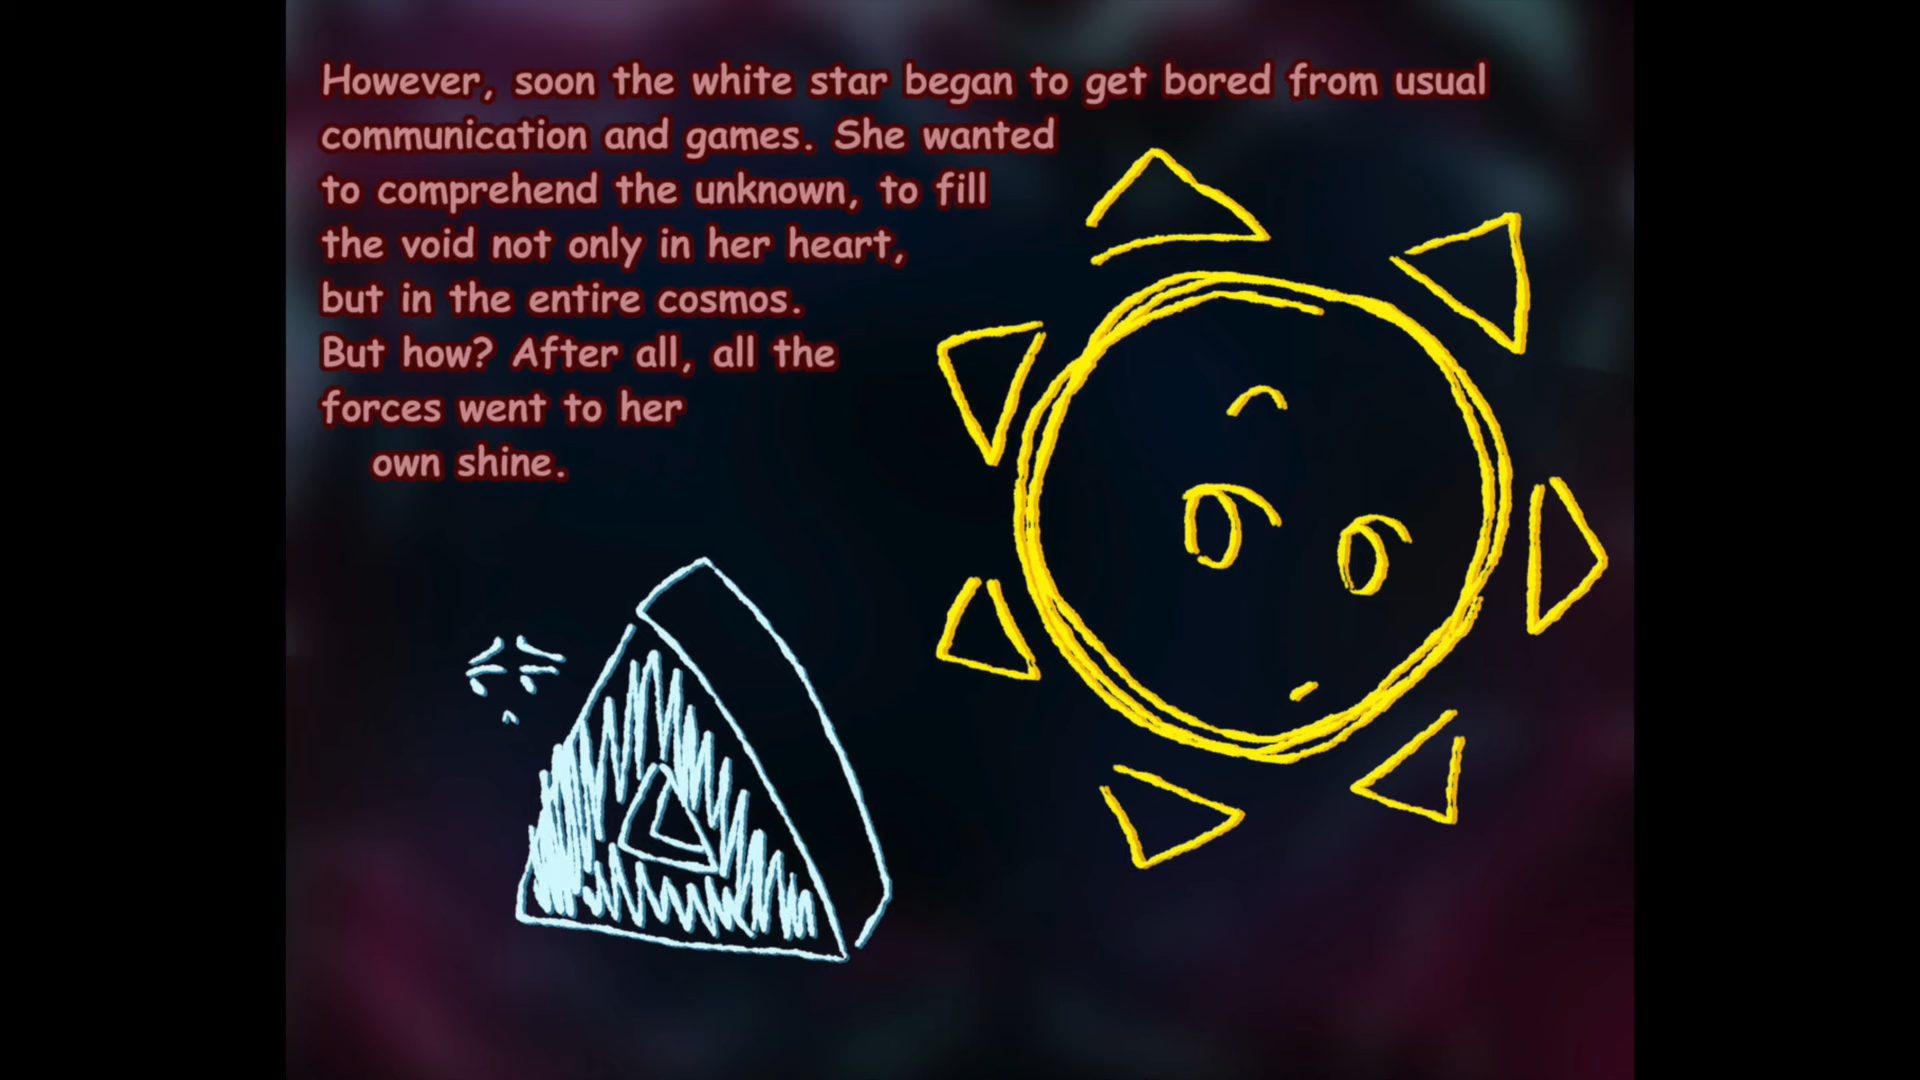 However, soon the white star began to get bored from usual
communication and games. She wanted
to comprehend the unknown, to fill
the void not only in her heart,
but in the entire cosmos.
But how? After all, all the
forces went to her
own shine.